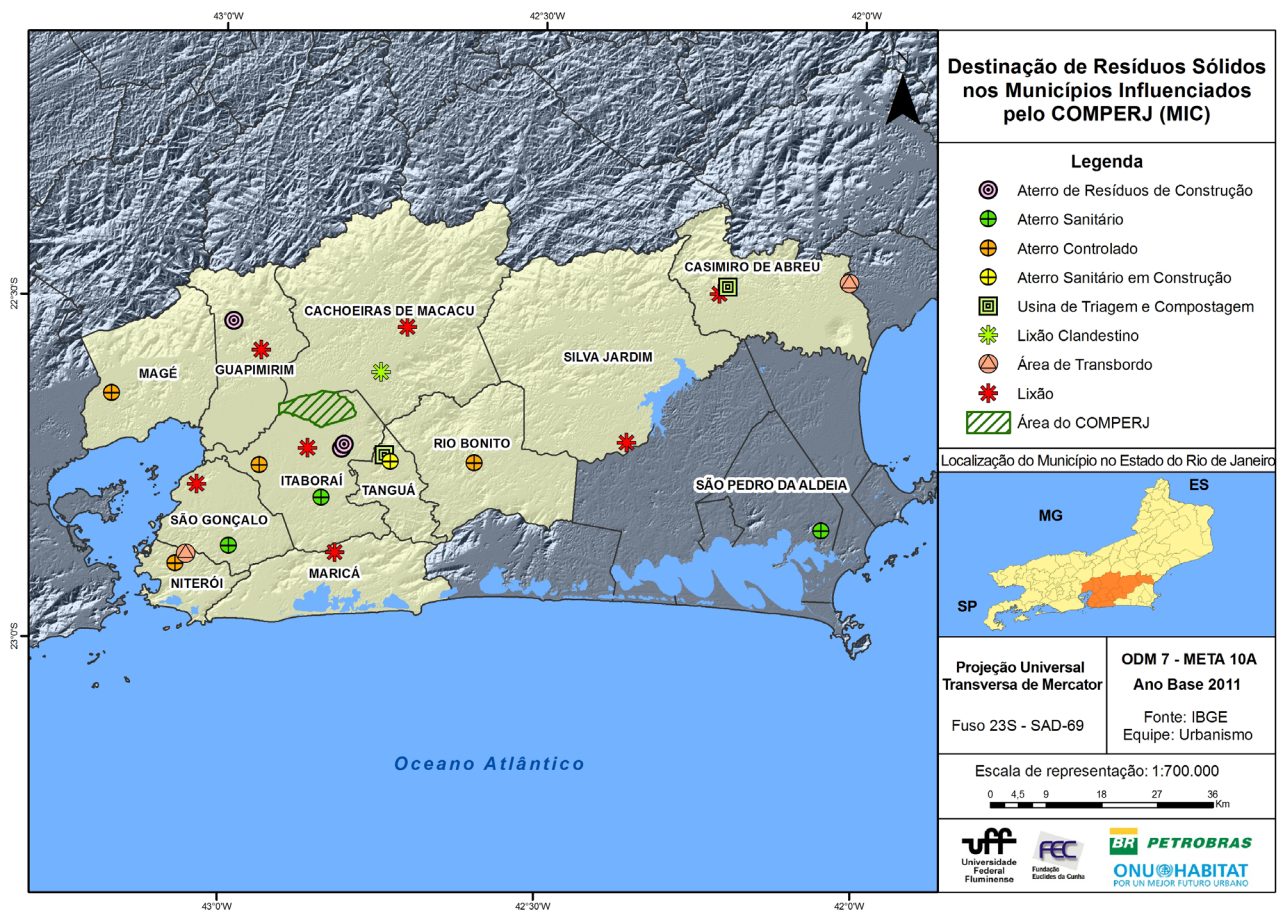 43°0'W
42°30'W
42°0'W
22°30'S
23°0'S
CASIMIRO DE ABREU
CACHOEIRAS DE MACACU
SILVA JARDIM
MAGÉ
GUAPIMIRIM
RIO BONITO
ITABORAÍ
TANGUÁ
SÃO PEDRO DA ALDEIA
SÃO GONÇALO
MARICÁ
NITERÓI
Oceano Atlântico
43°0'W
42°30'W
42°0'W
N
Destinação de Resíduos Sólidos
nos Municípios Influenciados
pelo COMPERJ (MIC)
Legenda
Aterro de Resíduos de Construção
Aterro Sanitário
Aterro Controlado
Aterro Sanitário em Construção
Usina de Triagem e Compostagem
Lixão Clandestino
Área de Transbordo
Lixão
Área do COMPERJ
Localização do Município no Estado do Rio de Janeiro
ES
MG
SP
Projeção Universal
Transversa de Mercator
Fuso 23S - SAD-69
ODM 7 - META 10A
Ano Base 2011
Fonte: IBGE
Equipe: Urbanismo
Escala de representação: 1:700.000
0 4,5 9 18 27 36
Km
uff
Universidade
Federal
Fluminense
FEC
Fundação
Euclides da Cunha
BR PETROBRAS
ONU HABITAT
POR UN MEJOR FUTURO URBANO